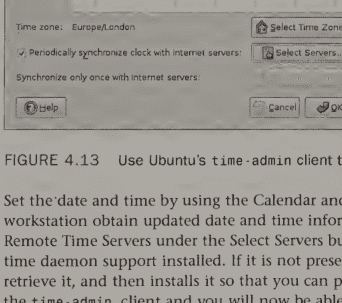 Time zone: Europe/London
Select Time Zone
Periodically synchronize clock with internet servers:
Select Servers..
Synchronize only once with internet servers:
Help
Cancel
OK
FIGURE 4.13 Use Ubuntu's time-admin client t
Set the date and time by using the Calendar and
workstation obtain updated date and time infor
Remote Time Servers under the Select Servers bu
time daemon support installed. If it is not prese
retrieve it, and then installs it so that you can p
the time-admin client and you will now be able